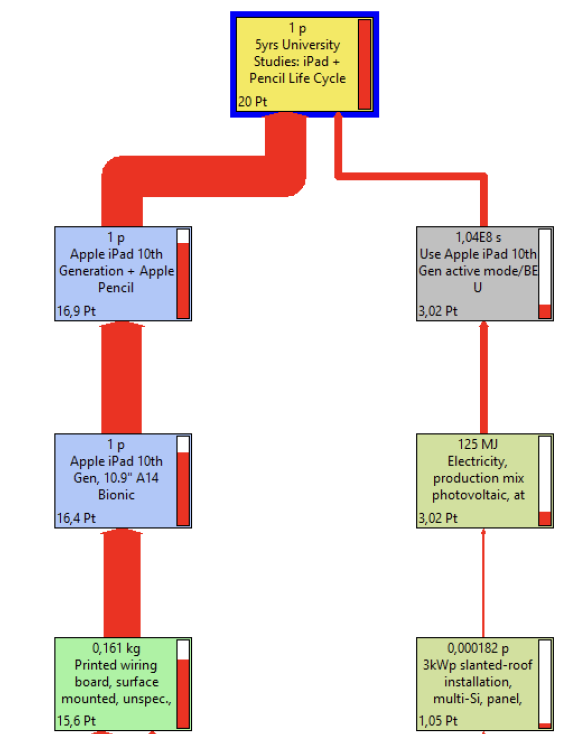 1 p
5yrs University
Studies: iPad +
Pencil Life Cycle
20 Pt
1 p
Apple iPad 10th
Generation + Apple
Pencil
16,9 Pt
1,04E8 s
Use Apple iPad 10th
Gen active mode/BE
U
3,02 Pt
1 p
Apple iPad 10th
Gen, 10.9" A14
Bionic
16,4 Pt
125 MJ
Electricity,
production mix
photovoltaic, at
3,02 Pt
0,161 kg
Printed wiring
board, surface
mounted, unspec.,
15,6 Pt
0,000182 p
3kWp slanted-roof
installation,
multi-Si, panel,
1,05 Pt